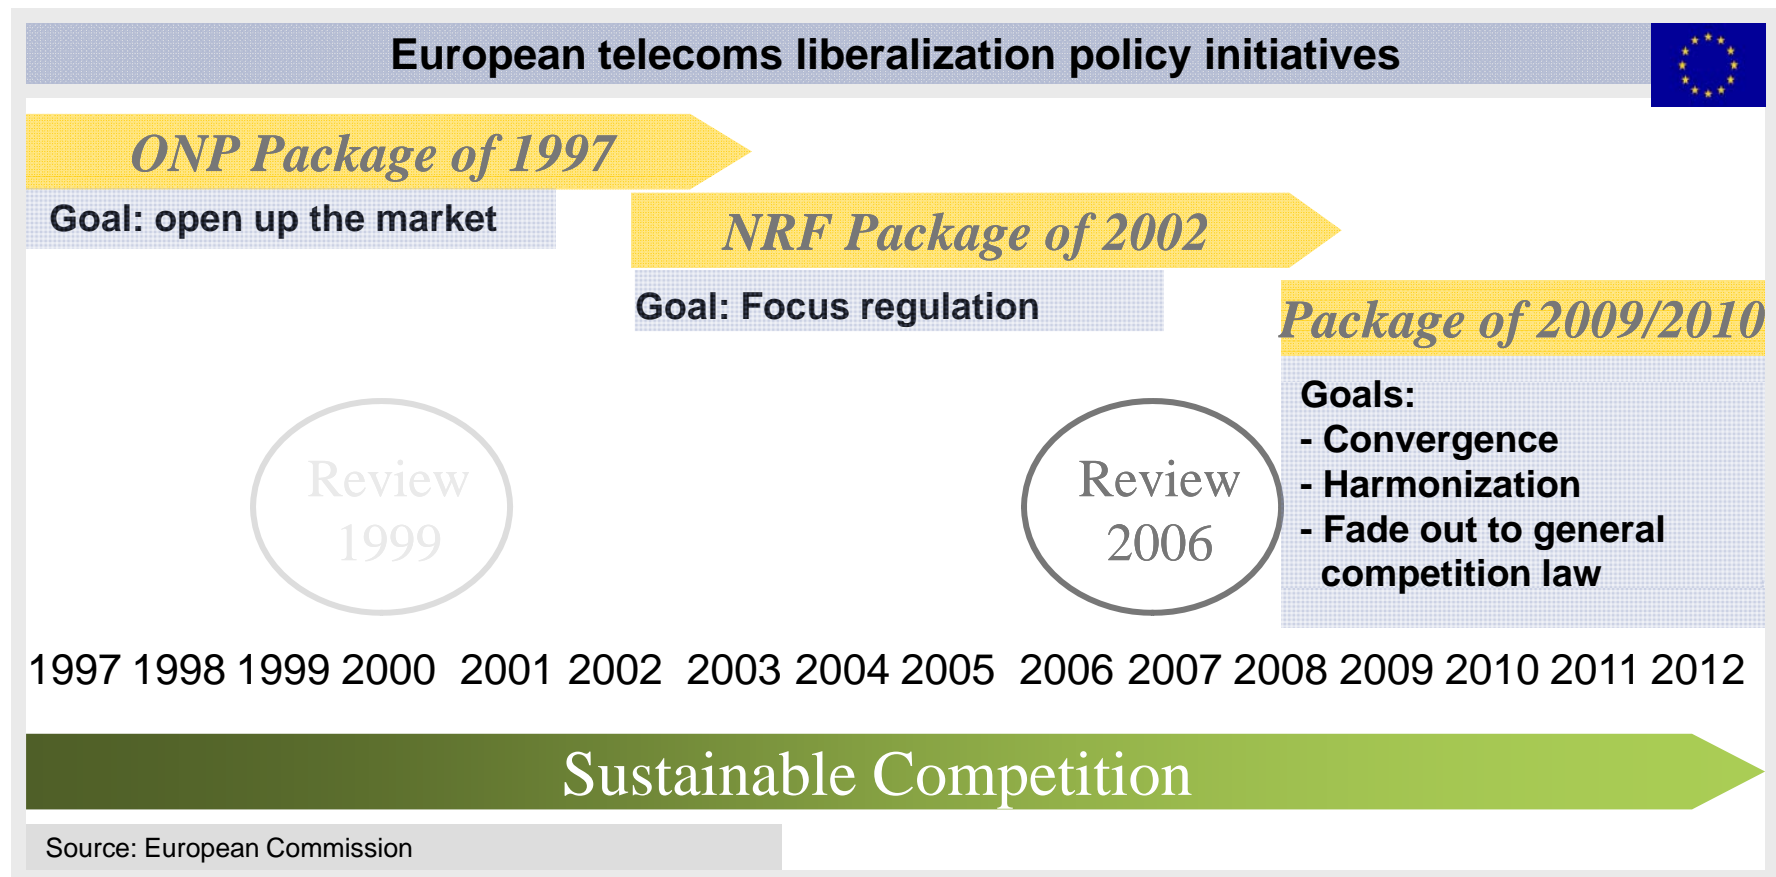 European telecoms liberalization policy initiatives
ONP Package of 1997
Goal: open up the market
NRF Package of 2002
Goal: Focus regulation
Package of 2009/2010
Goals:
- Convergence
- Harmonization
- Fade out to general
competition law
Review
1999
Review
2006
1997 1998 1999 2000 2001 2002 2003 2004 2005 2006 2007 2008 2009 2010 2011 2012
Sustainable Competition
Source: European Commission